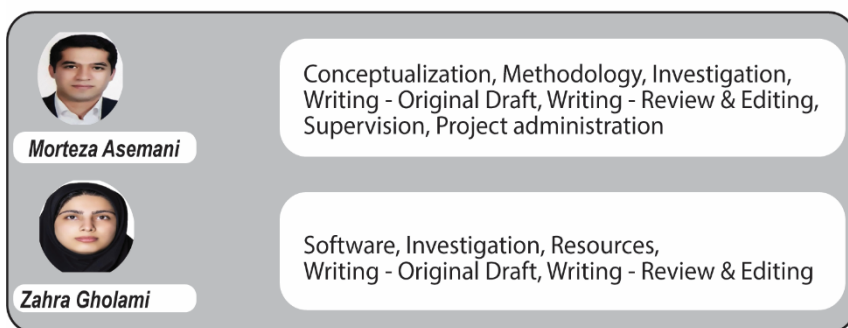 Conceptualization, Methodology, Investigation,
Writing - Original Draft, Writing - Review & Editing,
Supervision, Project administration
Morteza Asemani
Software, Investigation, Resources,
Writing - Original Draft, Writing - Review & Editing
Zahra Gholami